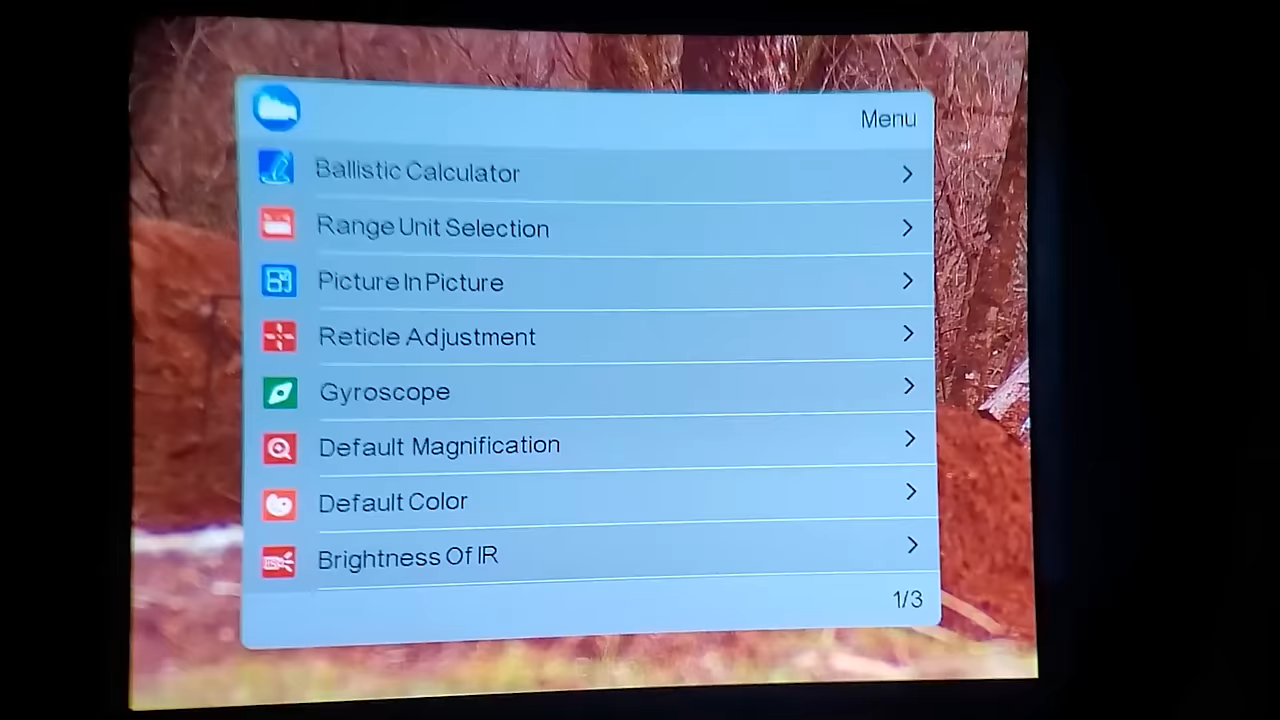 Menu
Ballistic Calculator
Range Unit Selection
Picture In Picture
Reticle Adjustment
Gyroscope
Default Magnification
Default Color
Brightness Of IR
1/3